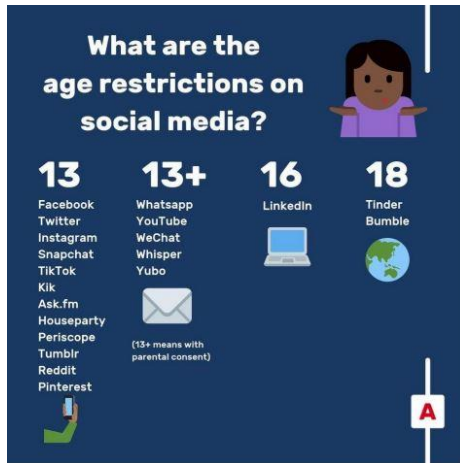 What are the
age restrictions on
social media?
13
Facebook
Twitter
Instagram
Snapchat
TikTok
Kik
Ask.fm
Houseparty
Periscope
Tumblr
Reddit
Pinterest
13+
Whatsapp
YouTube
WeChat
Whisper
Yubo
(13+ means with
parental consent)
16
LinkedIn
18
Tinder
Bumble
A